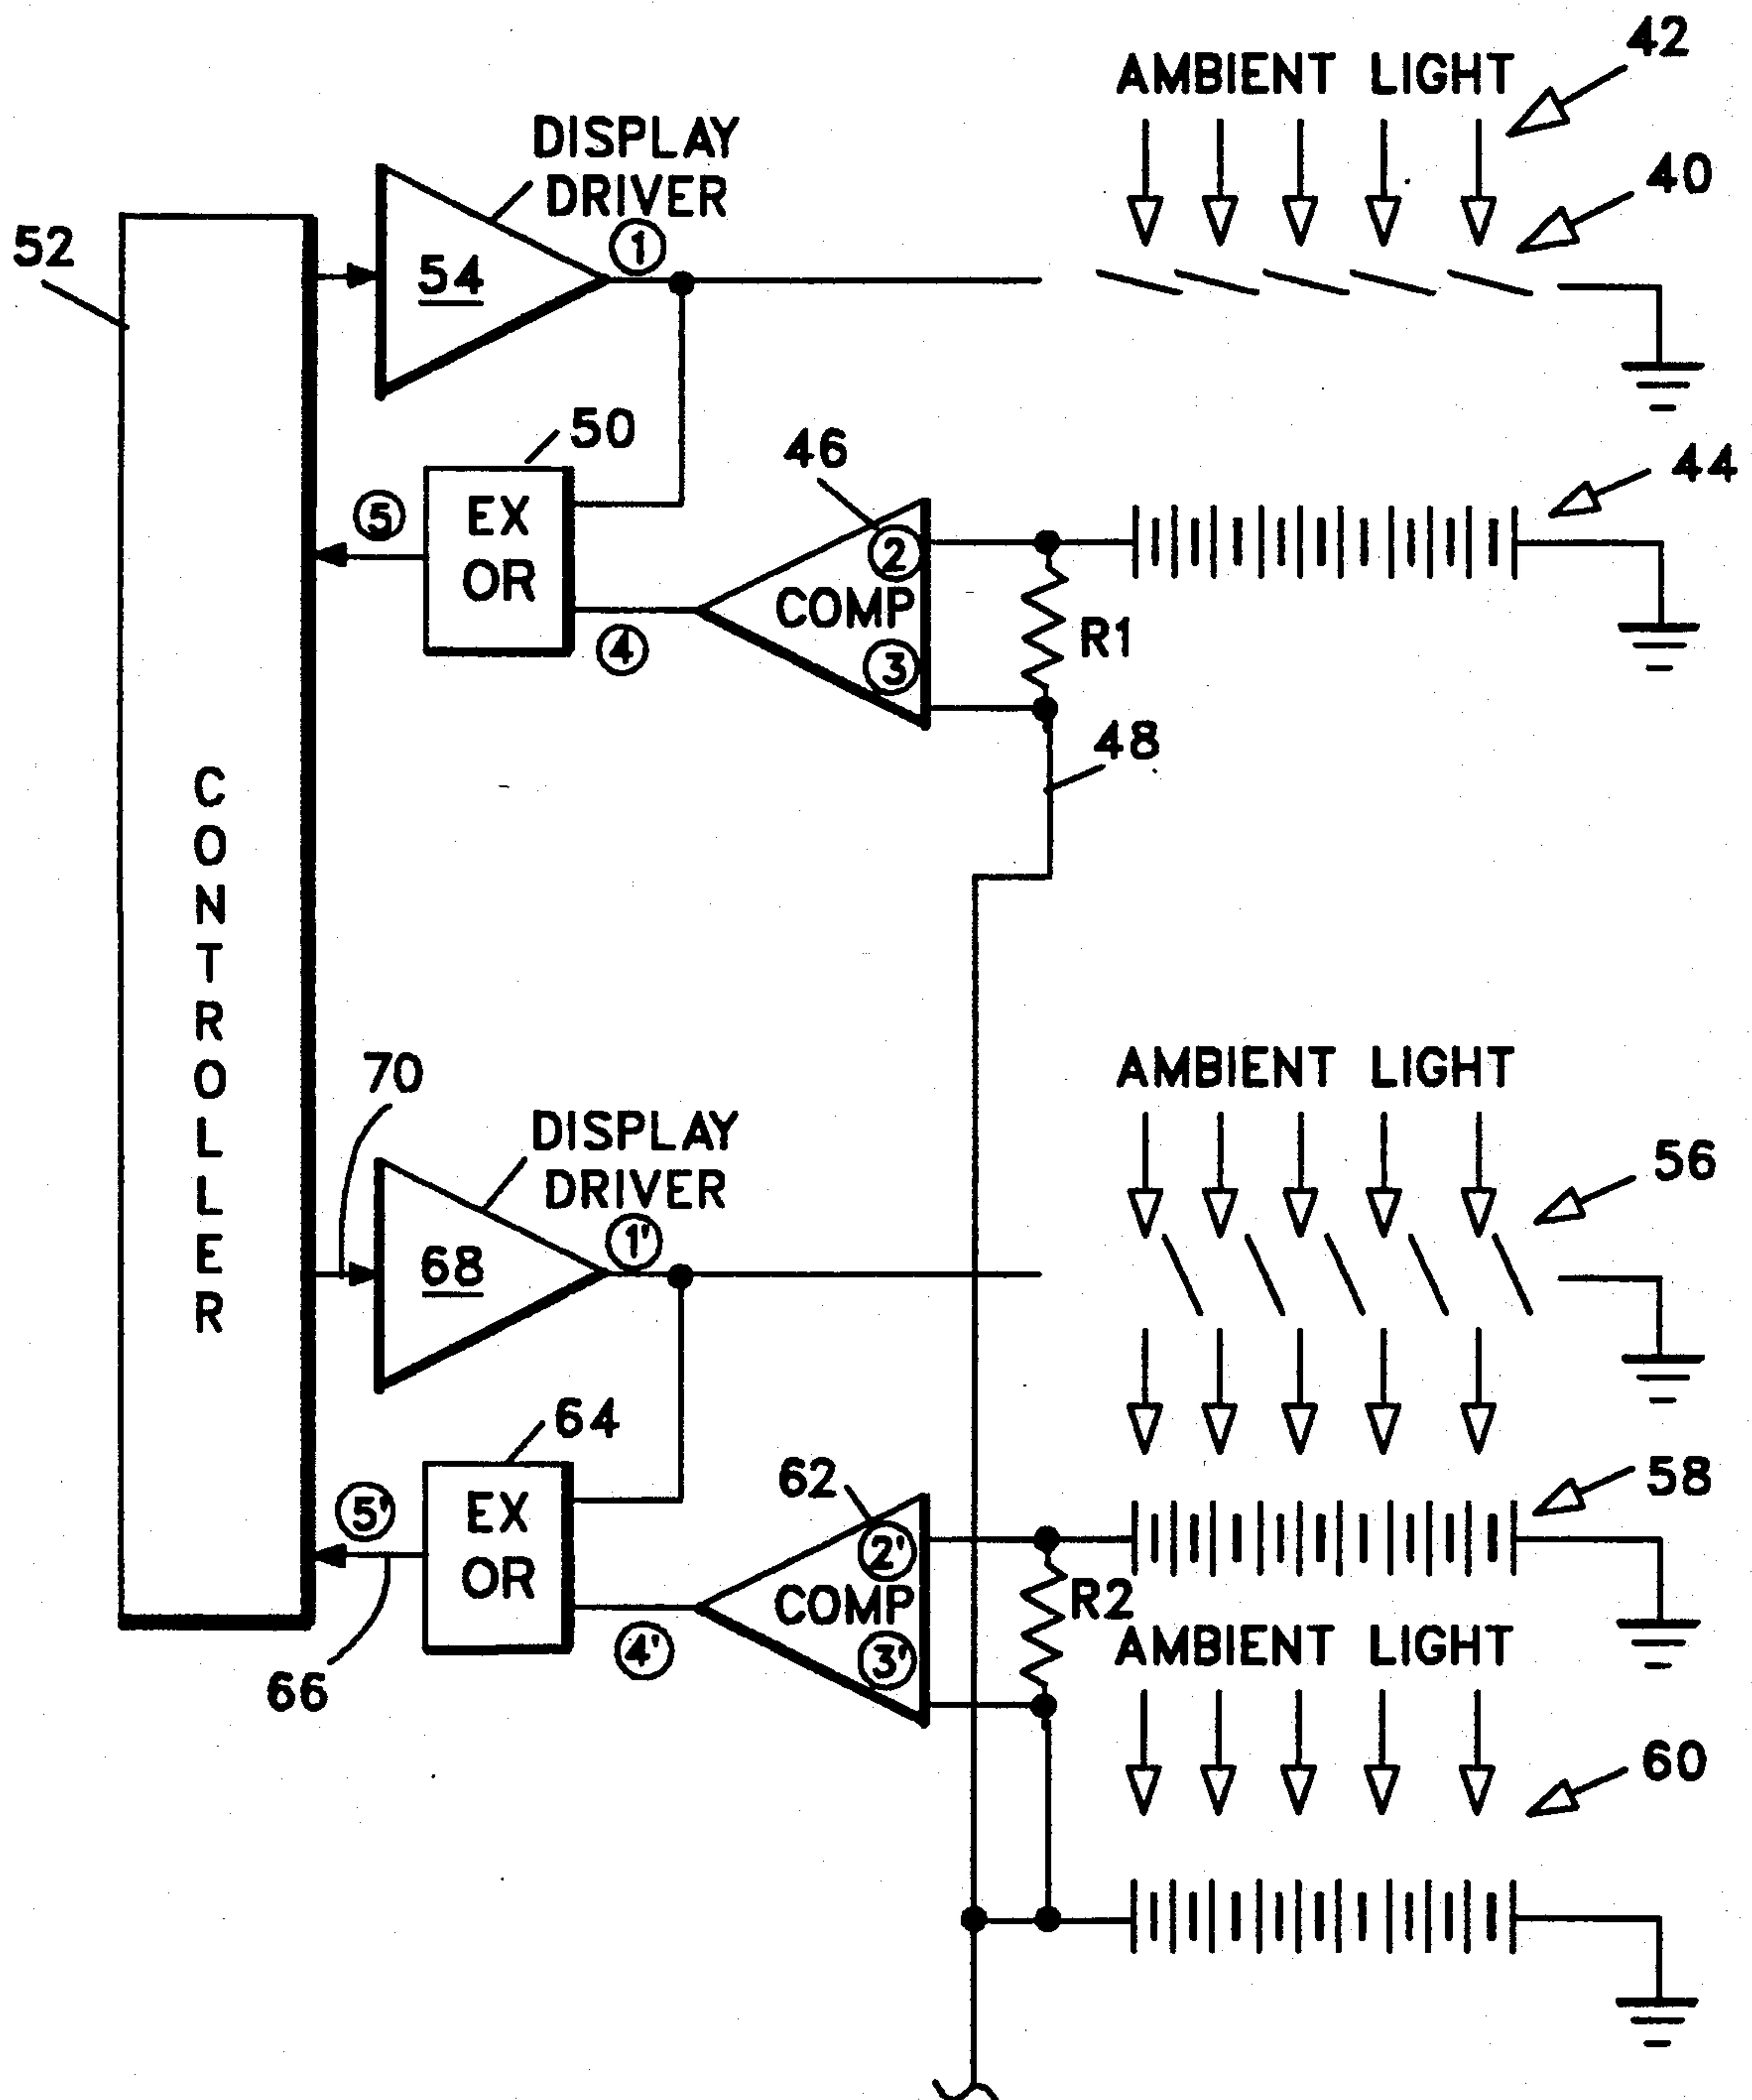 42
AMBIENT LIGHT
DISPLAY
DRIVER
40
52
①
54
50
46
44
⑤
EX
OR
②
COMP
③
④
R1
48
CONTROLLER
AMBIENT LIGHT
70
DISPLAY
DRIVER
56
①'
68
64
58
62
⑤'
EX
OR
②'
COMP
③'
R2
④'
AMBIENT LIGHT
66
60